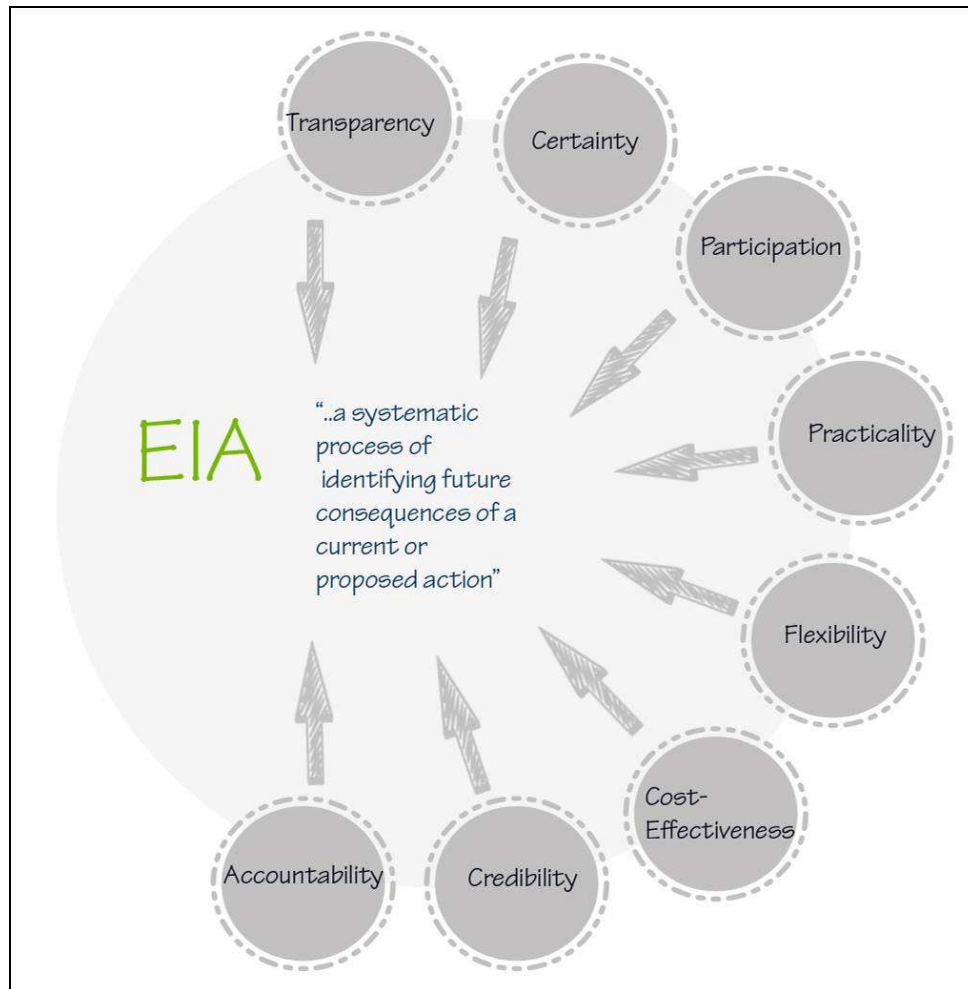 Transparency
Certainty
Participation
Practicality
Flexibility
Cost-
Effectiveness
Credibility
Accountability
EIA
“..a systematic
process of
identifying future
consequences of a
current or
proposed action”